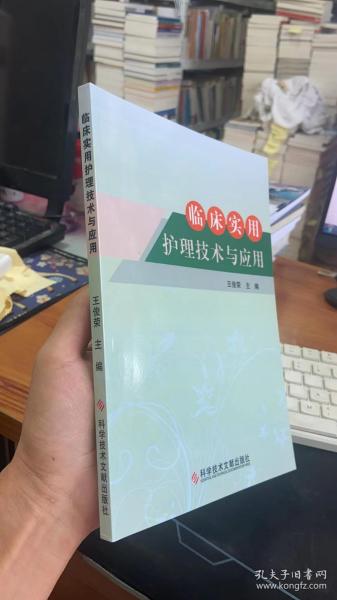 临床实用护理技术与应用
王俊荣 主编
科学技术文献出版社
临床实用
护理技术与应用
王俊荣 主编
科学技术文献出版社
孔夫子旧书网
kongfz.com